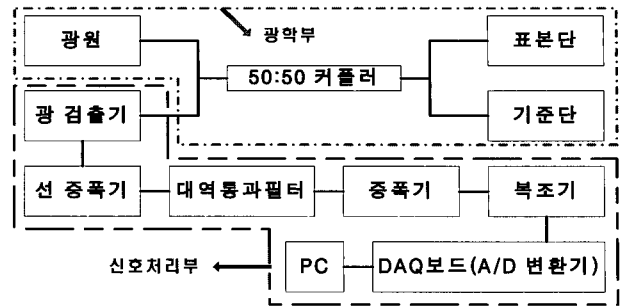 광학부
광원
표본단
50:50 커플러
광 검출기
기준단
선 중폭기
대역통과필터
중폭기
복조기
신호처리부
PC
DAQ보드(A/D 변환기)